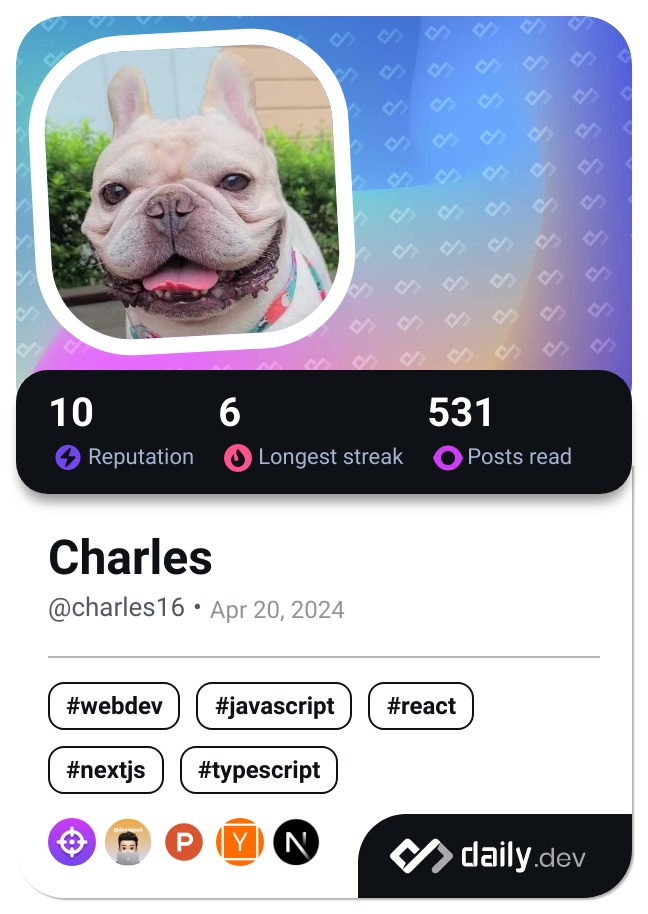 10 6 531
Reputation Longest streak Posts read
Charles
@charles16 • Apr 20, 2024
#webdev #javascript #react
#nextjs #typescript
P Y N
daily.dev